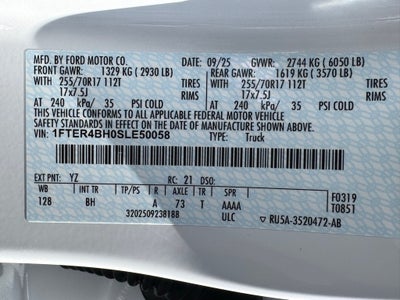 MFD. BY FORD MOTOR CO. 09/25 GVWR: 2744 KG (6050 LB)
FRONT GAWR: 1329 KG (2930 LB) REAR GAWR: 1619 KG (3570 LB)
255/70R17 112T TIRES 255/70R17 112T TIRES
17x7.5J RIMS 17x7.5J RIMS
AT 240 kPa/ 35 PSI COLD AT 240 kPa/ 35 PSI COLD
THIS VEHICLE CONFORMS TO ALL APPLICABLE FEDERAL MOTOR VEHICLE
SAFETY STANDARDS IN EFFECT ON THE DATE OF MANUFACTURE SHOWN ABOVE.
VIN: 1FTER4BH0SLE50058 TYPE: Truck
EXT PNT: YZ RC: 21 DSO:
WB INT TR TP/PS R AXLE TR SPR F0319
128 BH A 73 T AAAA T0851
3202509238188 ULC RU5A-3520472-AB